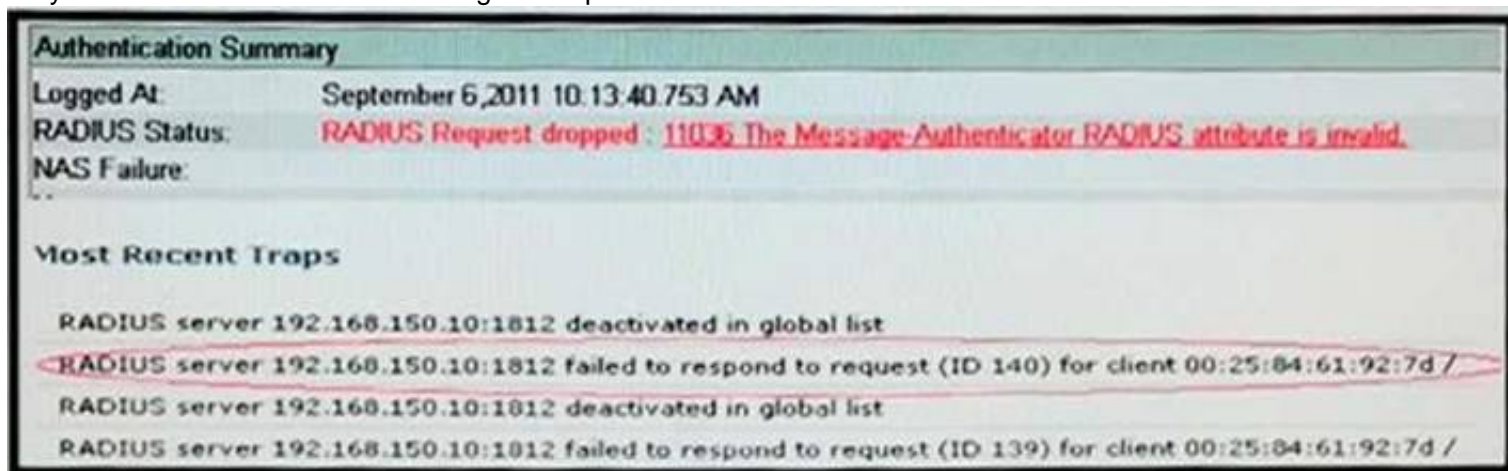 Authentication Summary
Logged At: September 6,2011 10:13:40.753 AM
RADIUS Status: RADIUS Request dropped : 11036 The Message-Authenticator RADIUS attribute is invalid.
NAS Failure:
Most Recent Traps
RADIUS server 192.168.150.10:1812 deactivated in global list
RADIUS server 192.168.150.10:1812 failed to respond to request (ID 140) for client 00:25:84:61:92:7d /
RADIUS server 192.168.150.10:1812 deactivated in global list
RADIUS server 192.168.150.10:1812 failed to respond to request (ID 139) for client 00:25:84:61:92:7d /